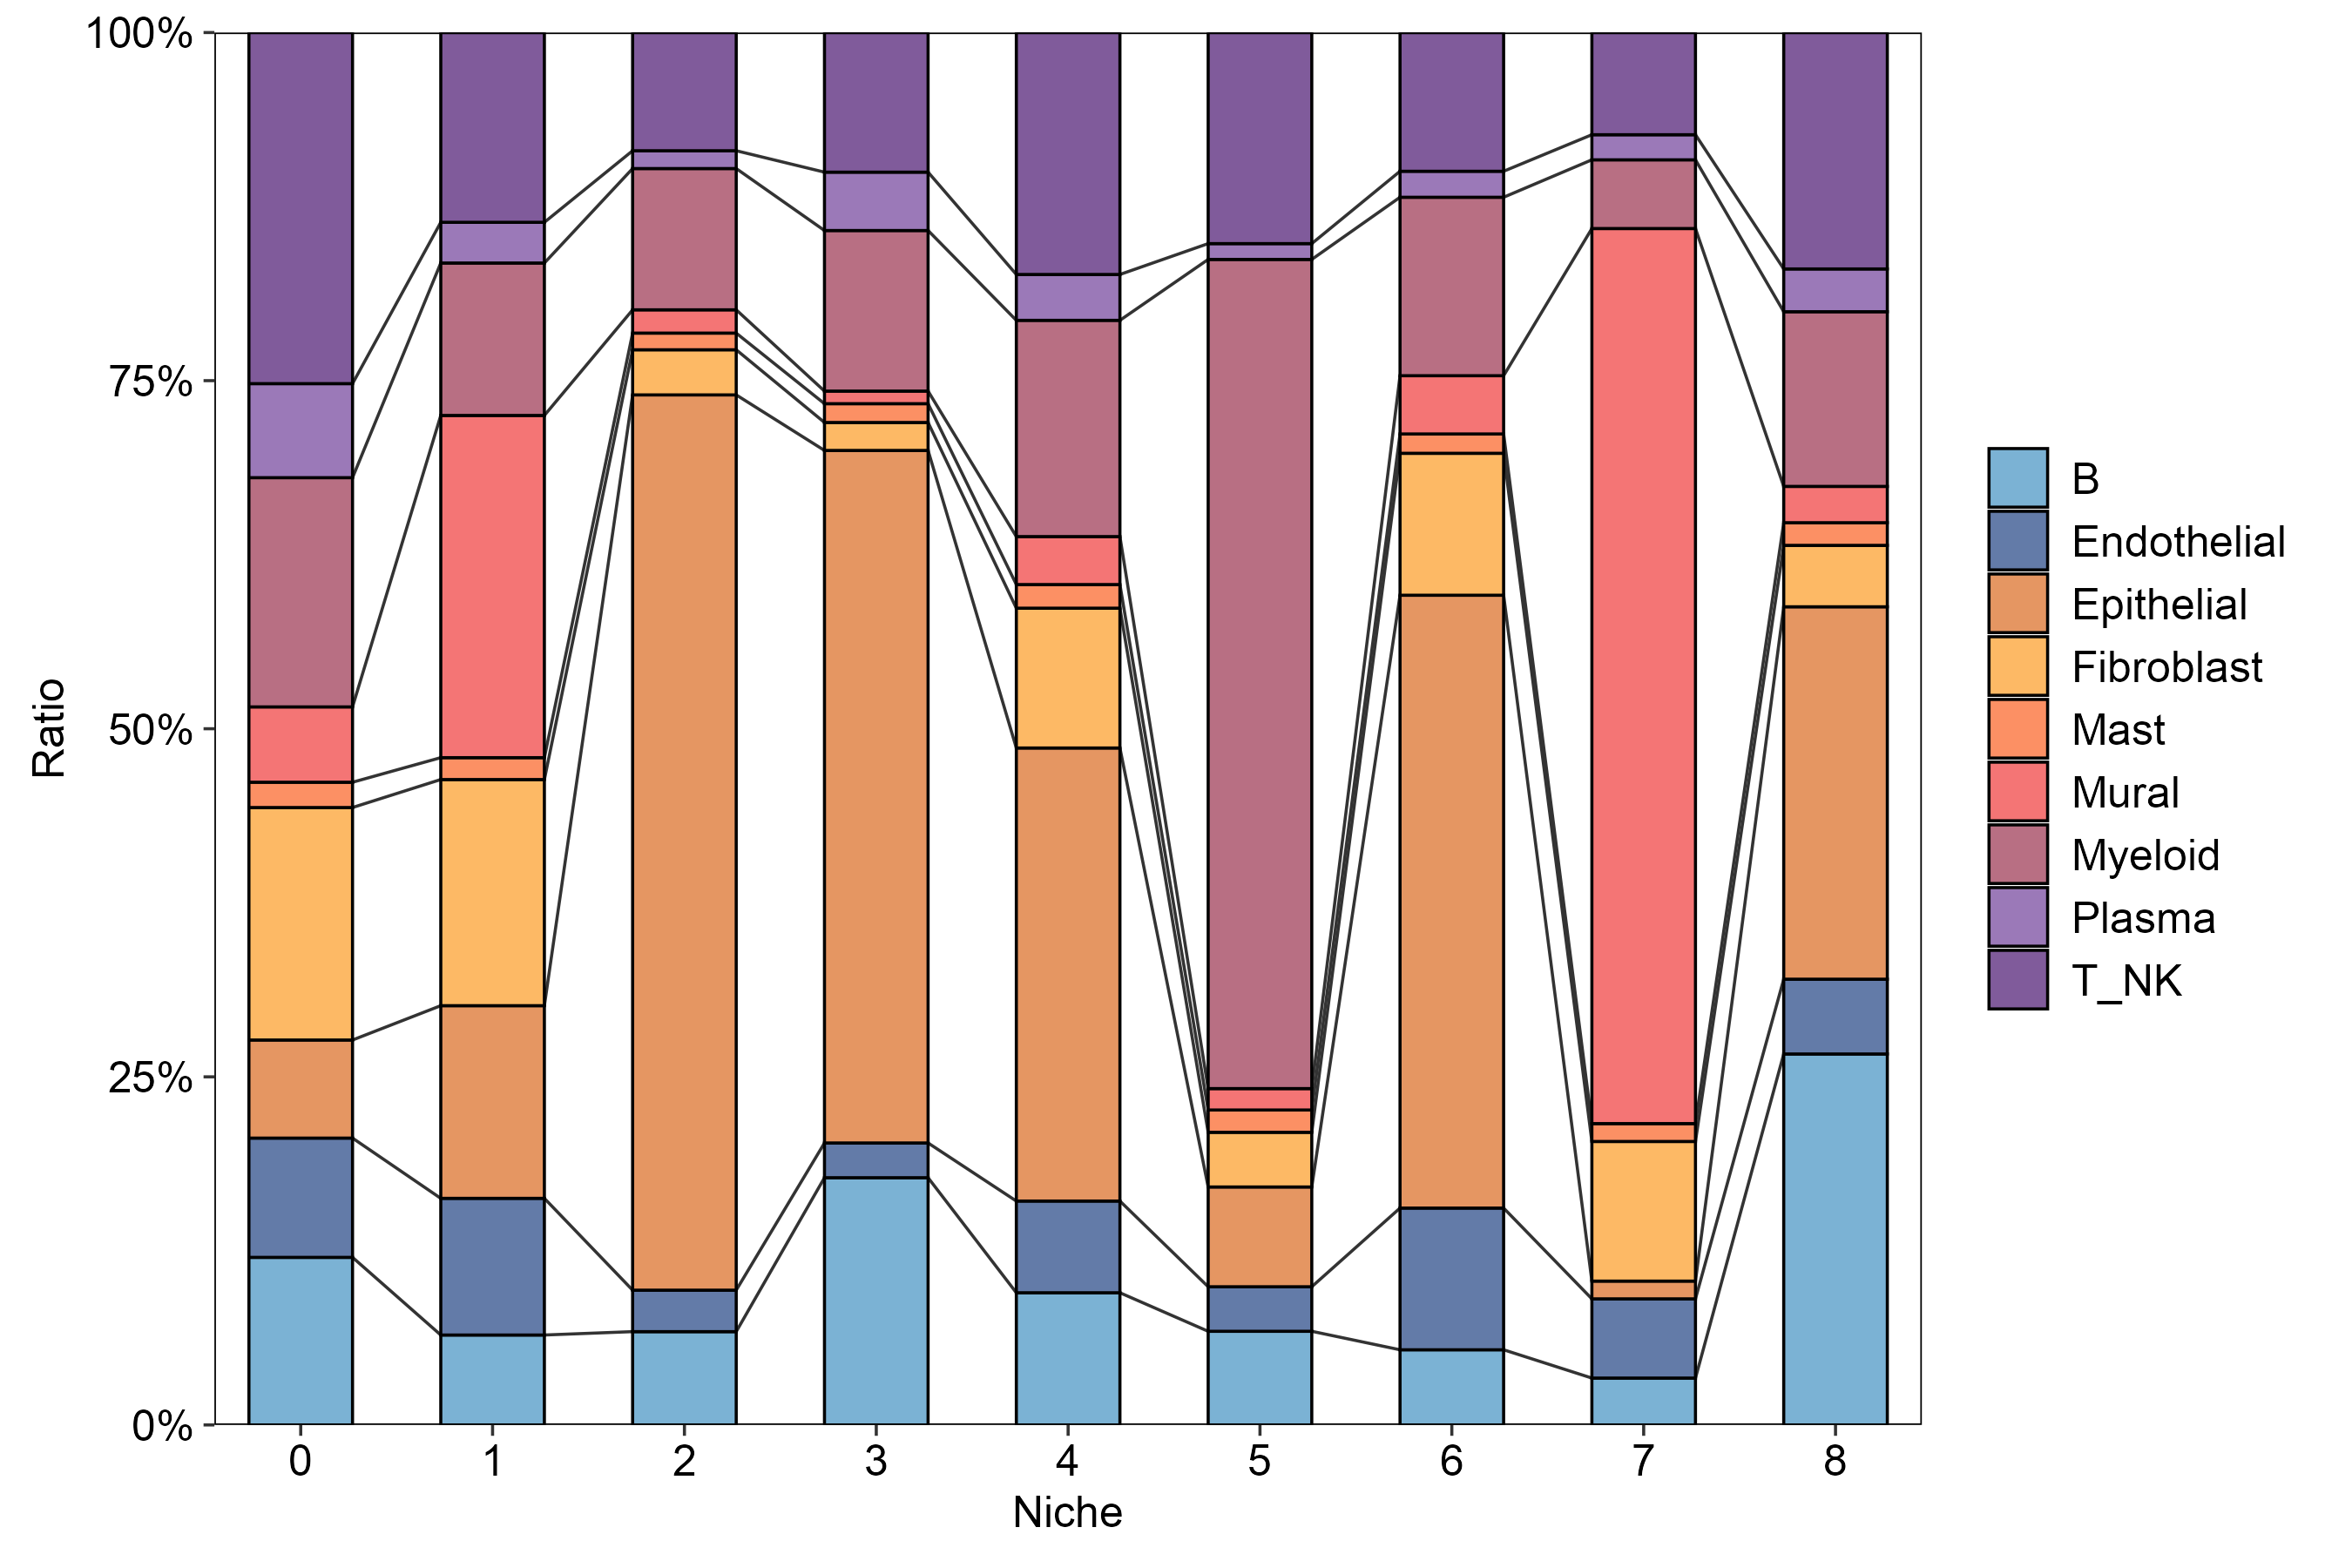 100%
75%
50%
25%
0%
Ratio
0 1 2 3 4 5 6 7 8
Niche
B
Endothelial
Epithelial
Fibroblast
Mast
Mural
Myeloid
Plasma
T_NK